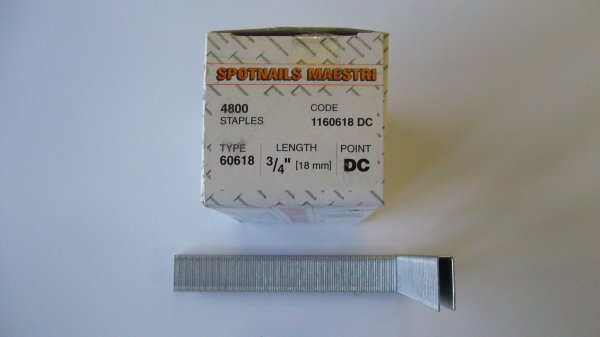 SPOTNAILS MAESTRI
4800
STAPLES
CODE
1160618 DC
TYPE
60618
LENGTH
3/4" [18 mm]
POINT
DC